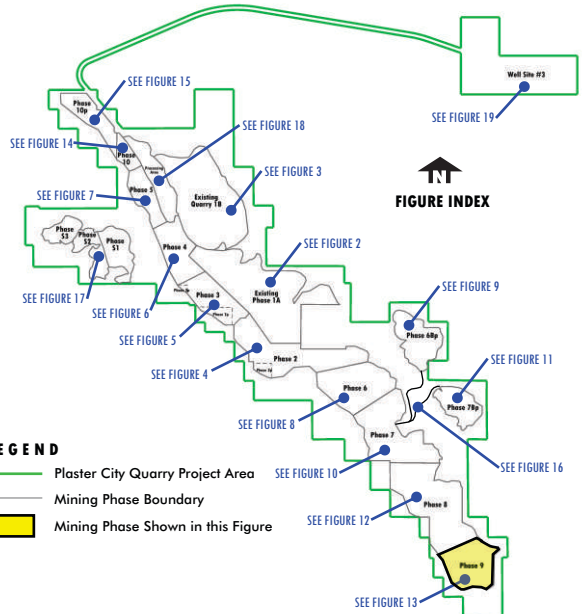 Well Site #3
SEE FIGURE 19
SEE FIGURE 15
Phase
10p
SEE FIGURE 14
Phase
10
SEE FIGURE 18
Processing
Area
SEE FIGURE 7
Phase 5
SEE FIGURE 3
Existing
Quarry 1B
N
FIGURE INDEX
Phase
S3
Phase
S2
Phase
S1
SEE FIGURE 17
Phase 4
SEE FIGURE 6
SEE FIGURE 2
Existing
Phase 1A
Phase 3
SEE FIGURE 5
SEE FIGURE 9
Phase 6Bp
SEE FIGURE 4
Phase 2
SEE FIGURE 11
Phase 7Bp
Phase 6
SEE FIGURE 8
SEE FIGURE 16
Phase 7
SEE FIGURE 10
Phase 8
SEE FIGURE 12
Phase 9
SEE FIGURE 13
EGEND
Plaster City Quarry Project Area
Mining Phase Boundary
Mining Phase Shown in this Figure